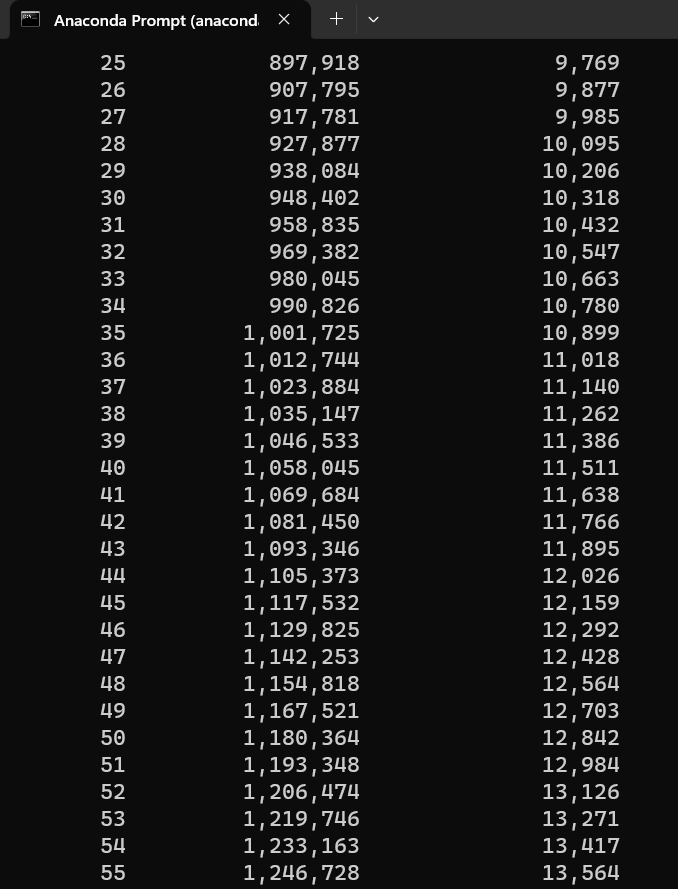 Anaconda Prompt (anacond
25 897,918 9,769
26 907,795 9,877
27 917,781 9,985
28 927,877 10,095
29 938,084 10,206
30 948,402 10,318
31 958,835 10,432
32 969,382 10,547
33 980,045 10,663
34 990,826 10,780
35 1,001,725 10,899
36 1,012,744 11,018
37 1,023,884 11,140
38 1,035,147 11,262
39 1,046,533 11,386
40 1,058,045 11,511
41 1,069,684 11,638
42 1,081,450 11,766
43 1,093,346 11,895
44 1,105,373 12,026
45 1,117,532 12,159
46 1,129,825 12,292
47 1,142,253 12,428
48 1,154,818 12,564
49 1,167,521 12,703
50 1,180,364 12,842
51 1,193,348 12,984
52 1,206,474 13,126
53 1,219,746 13,271
54 1,233,163 13,417
55 1,246,728 13,564